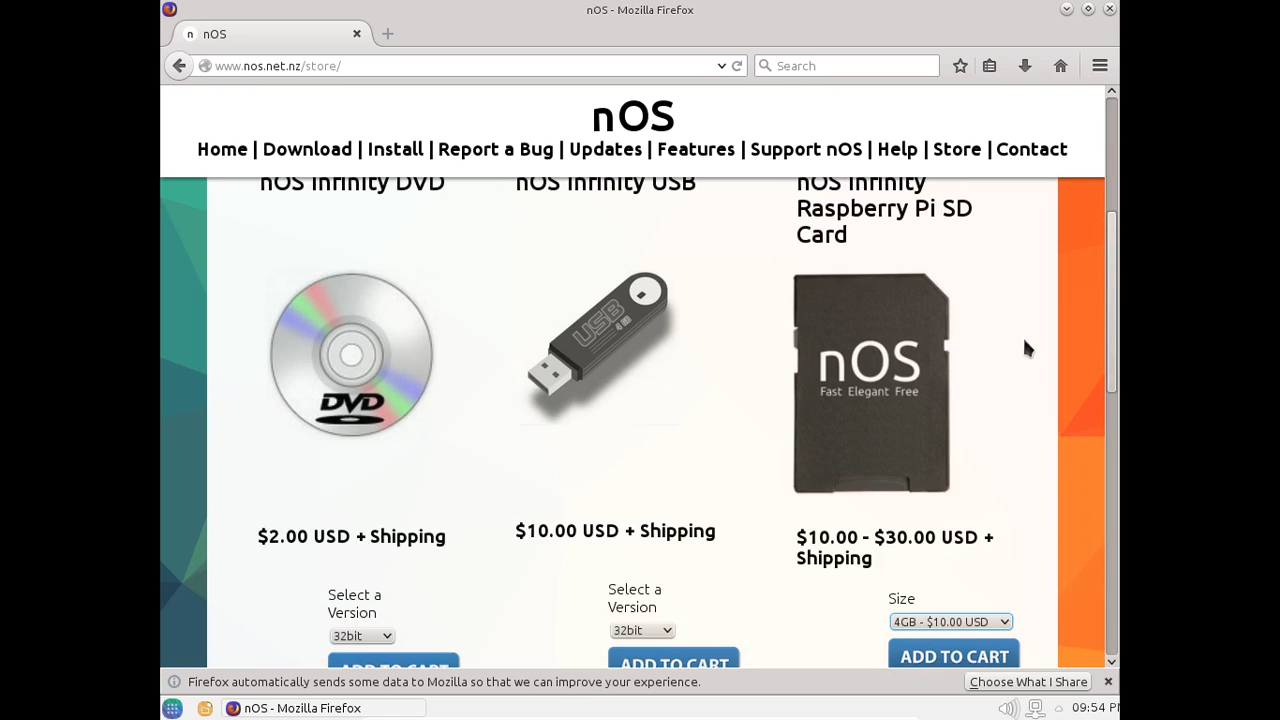 nOS - Mozilla Firefox
n nOS
www.nos.net.nz/store/
Search
nOS
Home | Download | Install | Report a Bug | Updates | Features | Support nOS | Help | Store | Contact
nOS Infinity DVD
nOS Infinity USB
nOS Infinity
Raspberry Pi SD
Card
DVD
USB
nOS
Fast Elegant Free
$2.00 USD + Shipping
$10.00 USD + Shipping
$10.00 - $30.00 USD +
Shipping
Select a
Version
32bit
ADD TO CART
Select a
Version
32bit
ADD TO CART
Size
4GB - $10.00 USD
ADD TO CART
Firefox automatically sends some data to Mozilla so that we can improve your experience.
Choose What I Share
nOS - Mozilla Firefox
09:54